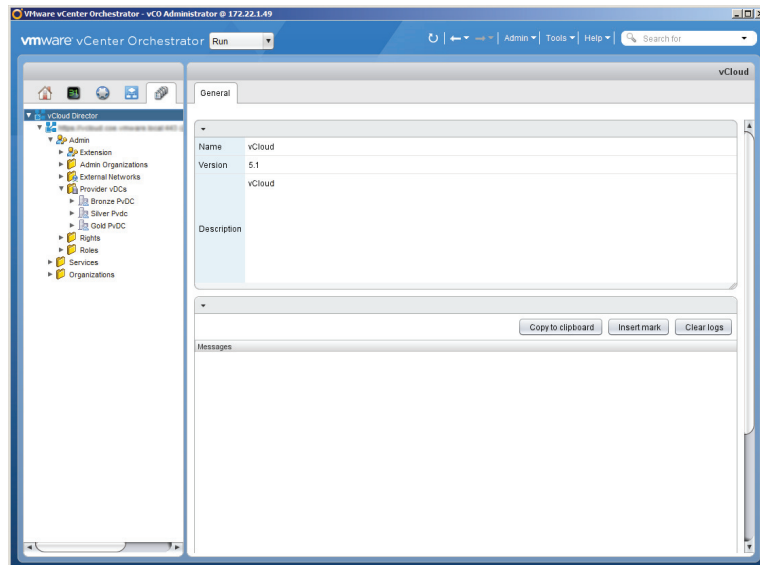 VMware vCenter Orchestrator - vCO Administrator @ 172.22.1.49
vmware vCenter Orchestrator Run Admin Tools Help Search for
vCloud
General
vCloud Director
Admin
Extension
Admin Organizations
External Networks
Provider vDCs
Bronze PvDC
Silver Pvdc
Gold PvDC
Rights
Roles
Services
Organizations
Name vCloud
Version 5.1
Description vCloud
Copy to clipboard Insert mark Clear logs
Messages